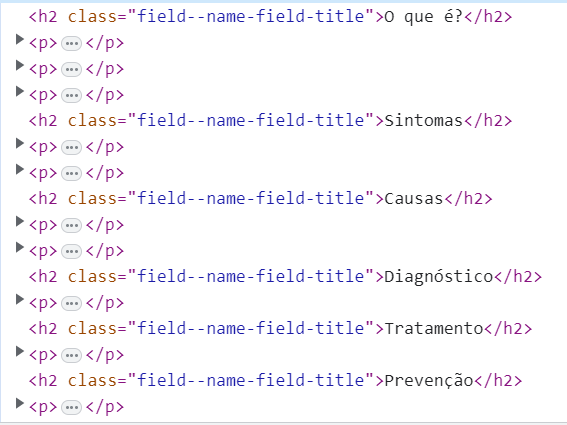 <h2 class="field--name-field-title">O que é?</h2>
<p>…</p>
<p>…</p>
<p>…</p>
<h2 class="field--name-field-title">Sintomas</h2>
<p>…</p>
<p>…</p>
<h2 class="field--name-field-title">Causas</h2>
<p>…</p>
<p>…</p>
<h2 class="field--name-field-title">Diagnóstico</h2>
<p>…</p>
<h2 class="field--name-field-title">Tratamento</h2>
<p>…</p>
<h2 class="field--name-field-title">Prevenção</h2>
<p>…</p>